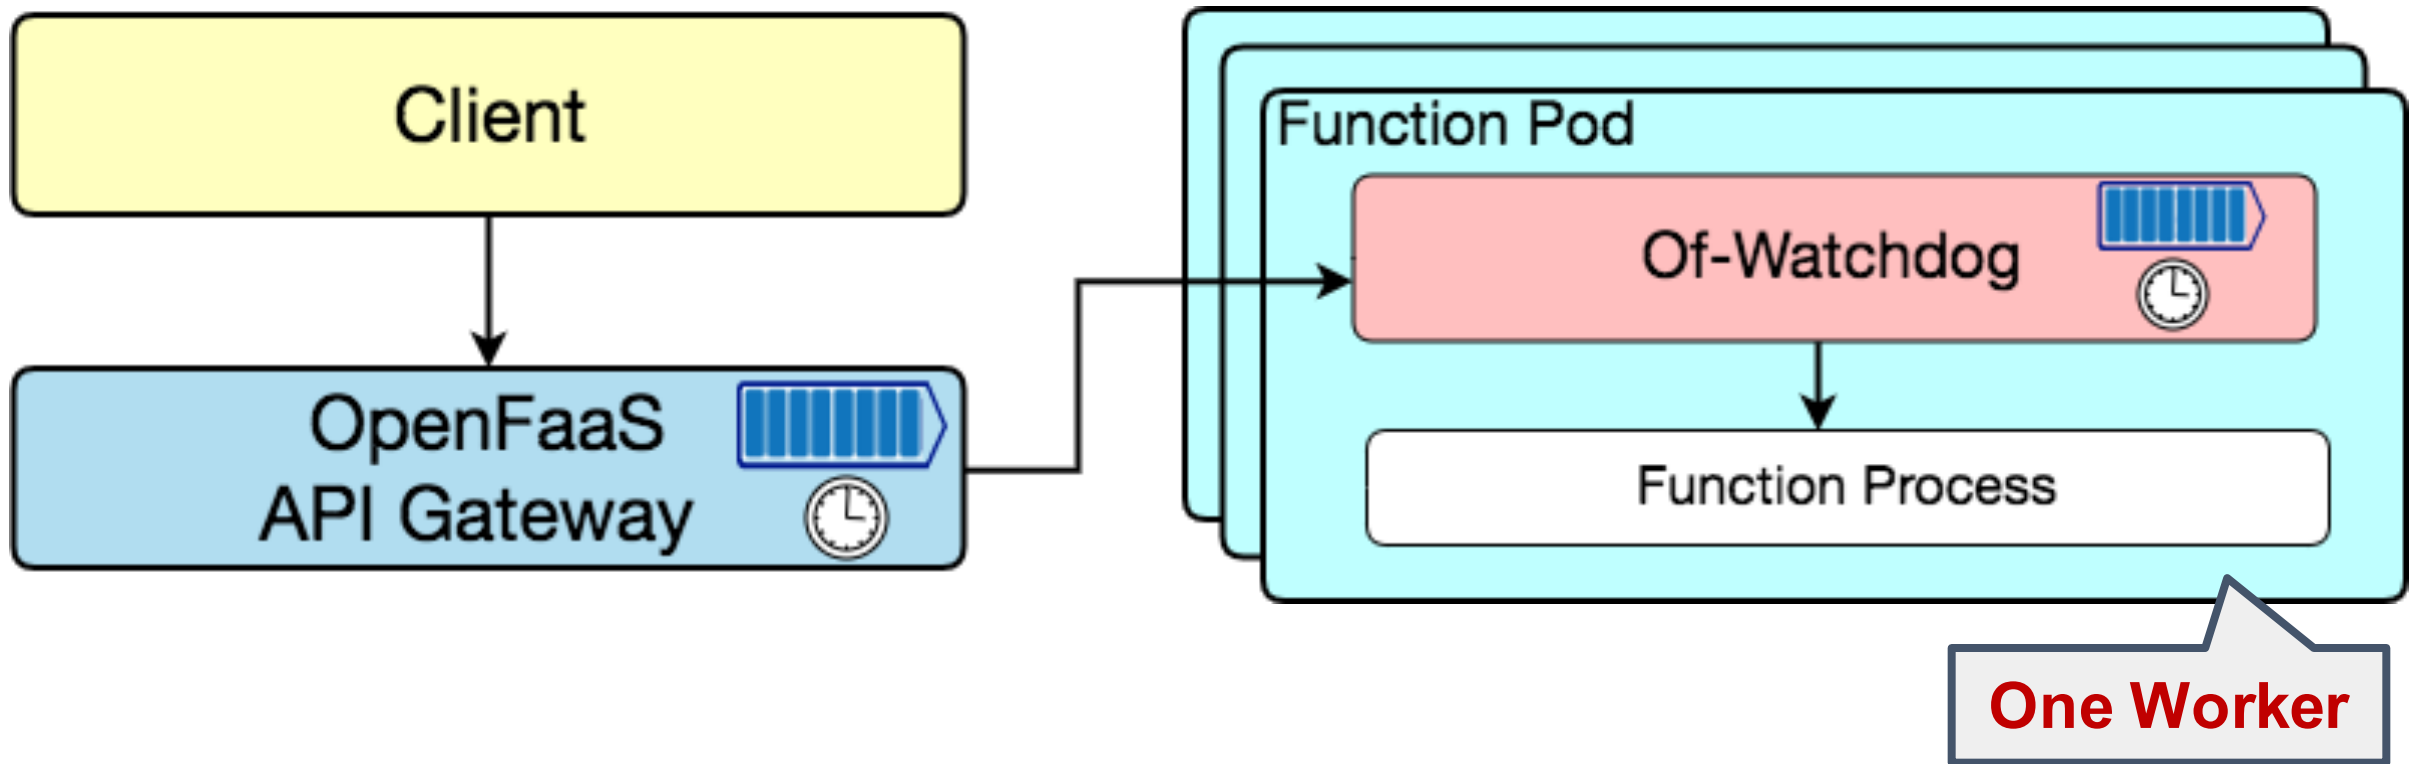 Client
OpenFaaS
API Gateway
Function Pod
Of-Watchdog
Function Process
One Worker